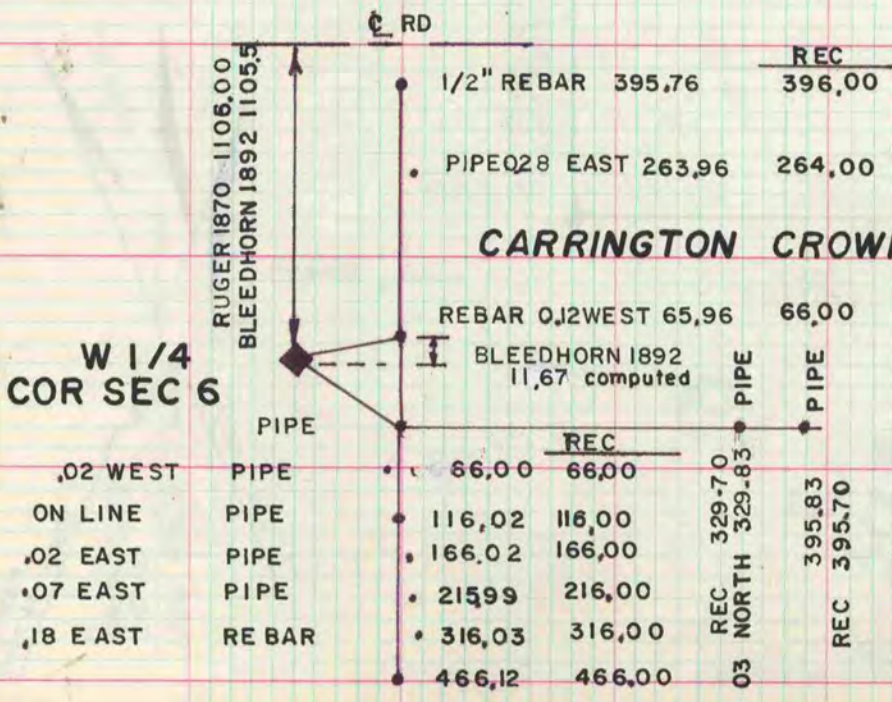 ℄ RD
REC
1/2" REBAR 395.76 396.00
PIPE 0.28 EAST 263.96 264.00
RUGER 1870 1106.00
BLEEDHORN 1892 1105.5
CARRINGTON CROW
REBAR 0.12 WEST 65.96 66.00
W 1/4
COR SEC 6
BLEEDHORN 1892
11.67 computed
PIPE
PIPE
PIPE
REC
.02 WEST PIPE 66.00 66.00
ON LINE PIPE 116.02 116.00
.02 EAST PIPE 166.02 166.00
.07 EAST PIPE 215.99 216.00
.18 EAST REBAR 316.03 316.00
466.12 466.00
REC 329.70
03 NORTH 329.83
395.83
REC 395.70